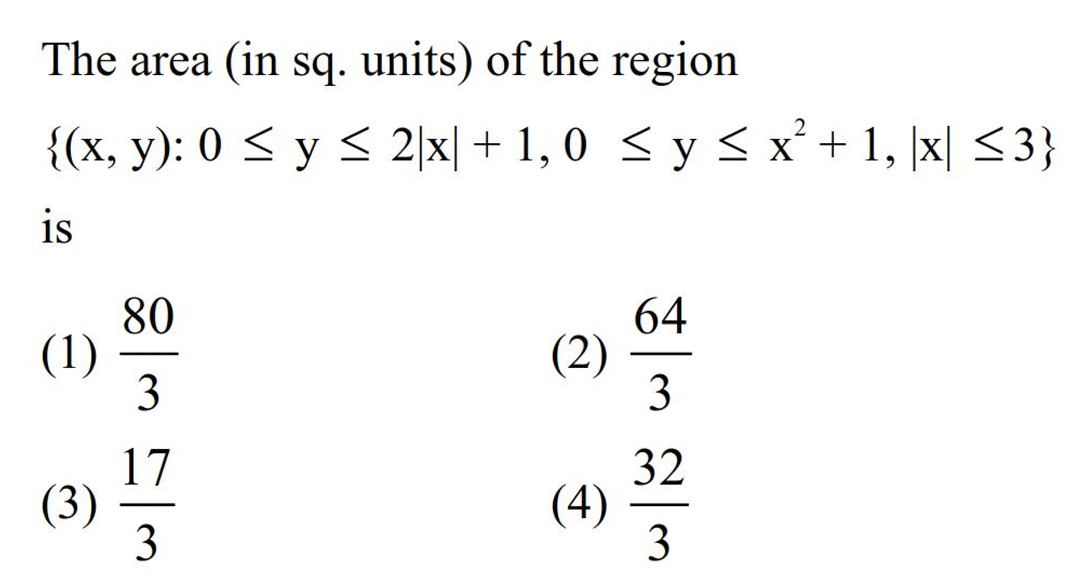 The area (in sq. units) of the region
{(x, y): 0 ≤ y ≤ 2|x| + 1, 0 ≤ y ≤ x² + 1, |x| ≤3}
is
(1) 80/3 (2) 64/3
(3) 17/3 (4) 32/3